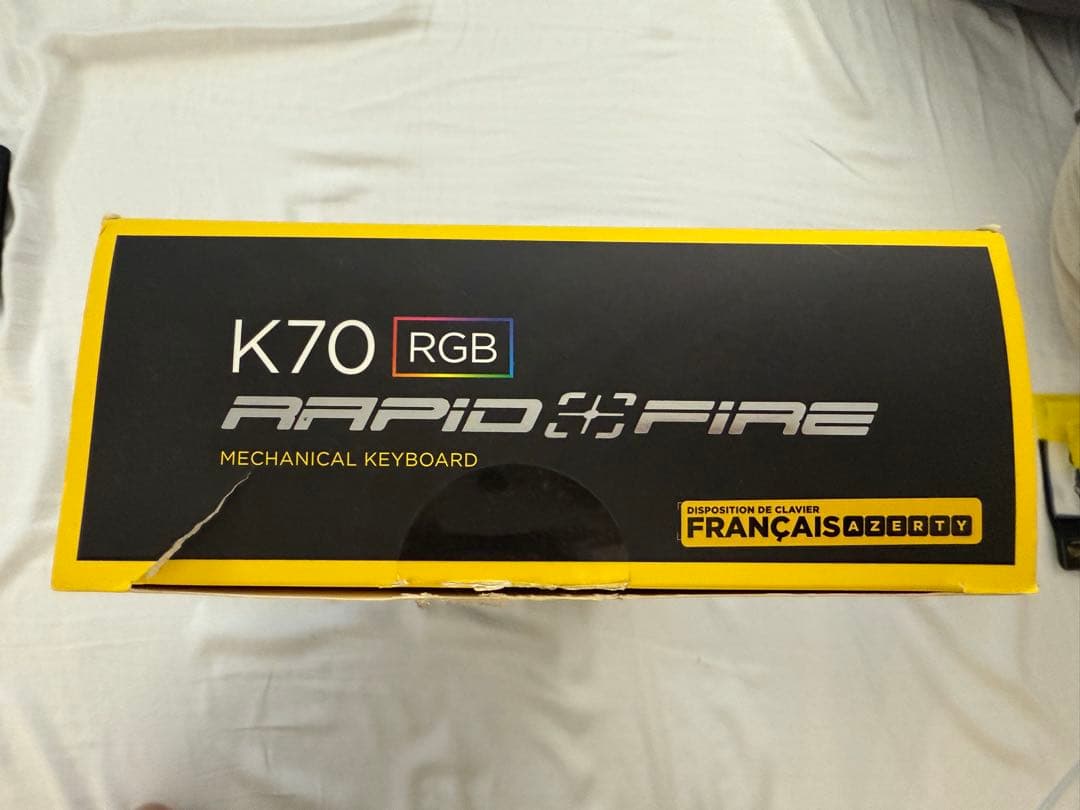 K70 RGB
RAPID FIRE
MECHANICAL KEYBOARD
DISPOSITION DE CLAVIER
FRANÇAIS AZERTY